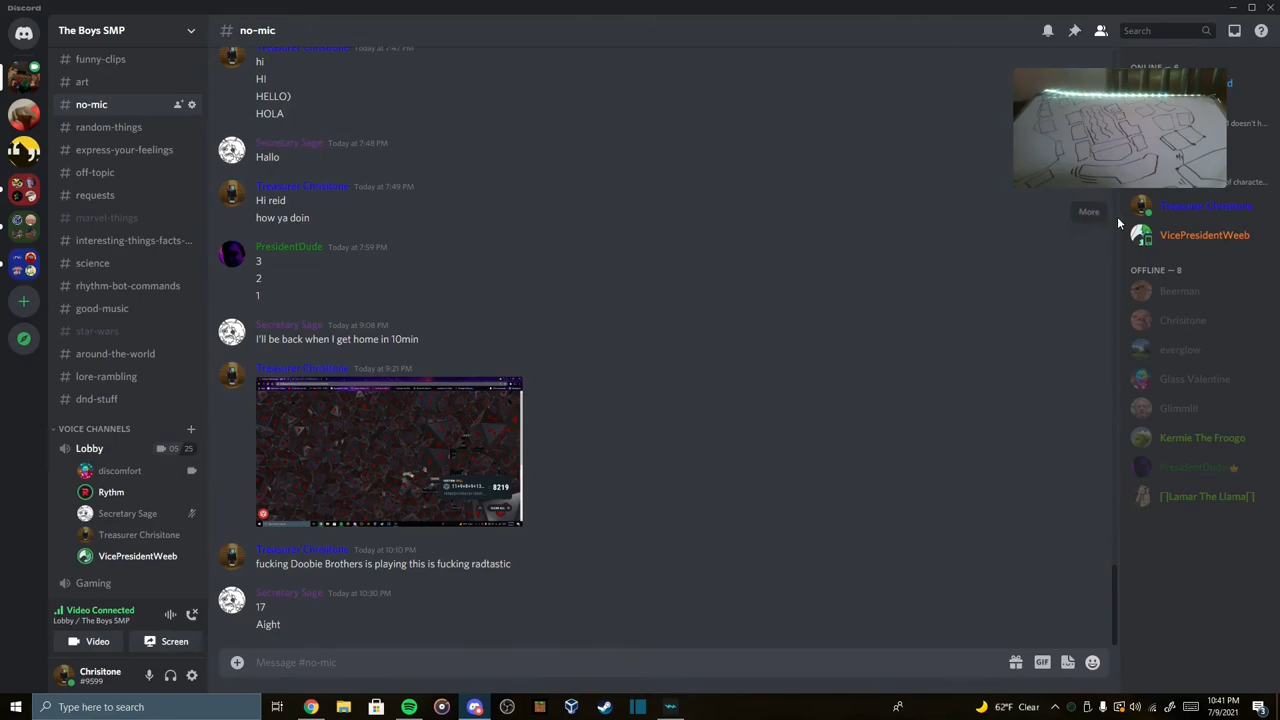 Discord
The Boys SMP
no-mic
Search
funny-clips
art
no-mic
random-things
express-your-feelings
off-topic
requests
marvel-things
interesting-things-facts-...
science
rhythm-bot-commands
good-music
star-wars
around-the-world
lore-rambling
dnd-stuff
VOICE CHANNELS
Lobby
05 25
discomfort
Rythm
Secretary Sage
Treasurer Chrisitone
VicePresidentWeeb
Gaming
Video Connected
Lobby / The Boys SMP
Video
Screen
Chrisitone
#9599
Treasurer Chrisitone Today at 7:47 PM
hi
HI
HELLO)
HOLA
Secretary Sage Today at 7:48 PM
Hallo
Treasurer Chrisitone Today at 7:49 PM
Hi reid
how ya doin
PresidentDude Today at 7:59 PM
3
2
1
Secretary Sage Today at 9:08 PM
I'll be back when I get home in 10min
Treasurer Chrisitone Today at 9:21 PM
8219
CLEAR ALL
Treasurer Chrisitone Today at 10:10 PM
fucking Doobie Brothers is playing this is fucking radtastic
Secretary Sage Today at 10:30 PM
17
Aight
Message #no-mic
GIF
More
ONLINE — 6
Treasurer Chrisitone
VicePresidentWeeb
OFFLINE — 8
Beerman
Chrisitone
everglow
Glass Valentine
Glimmlit
Kermie The Froogo
PresidentDude
Lamar The Llama
Type here to search
62°F Clear
10:41 PM
7/9/2021